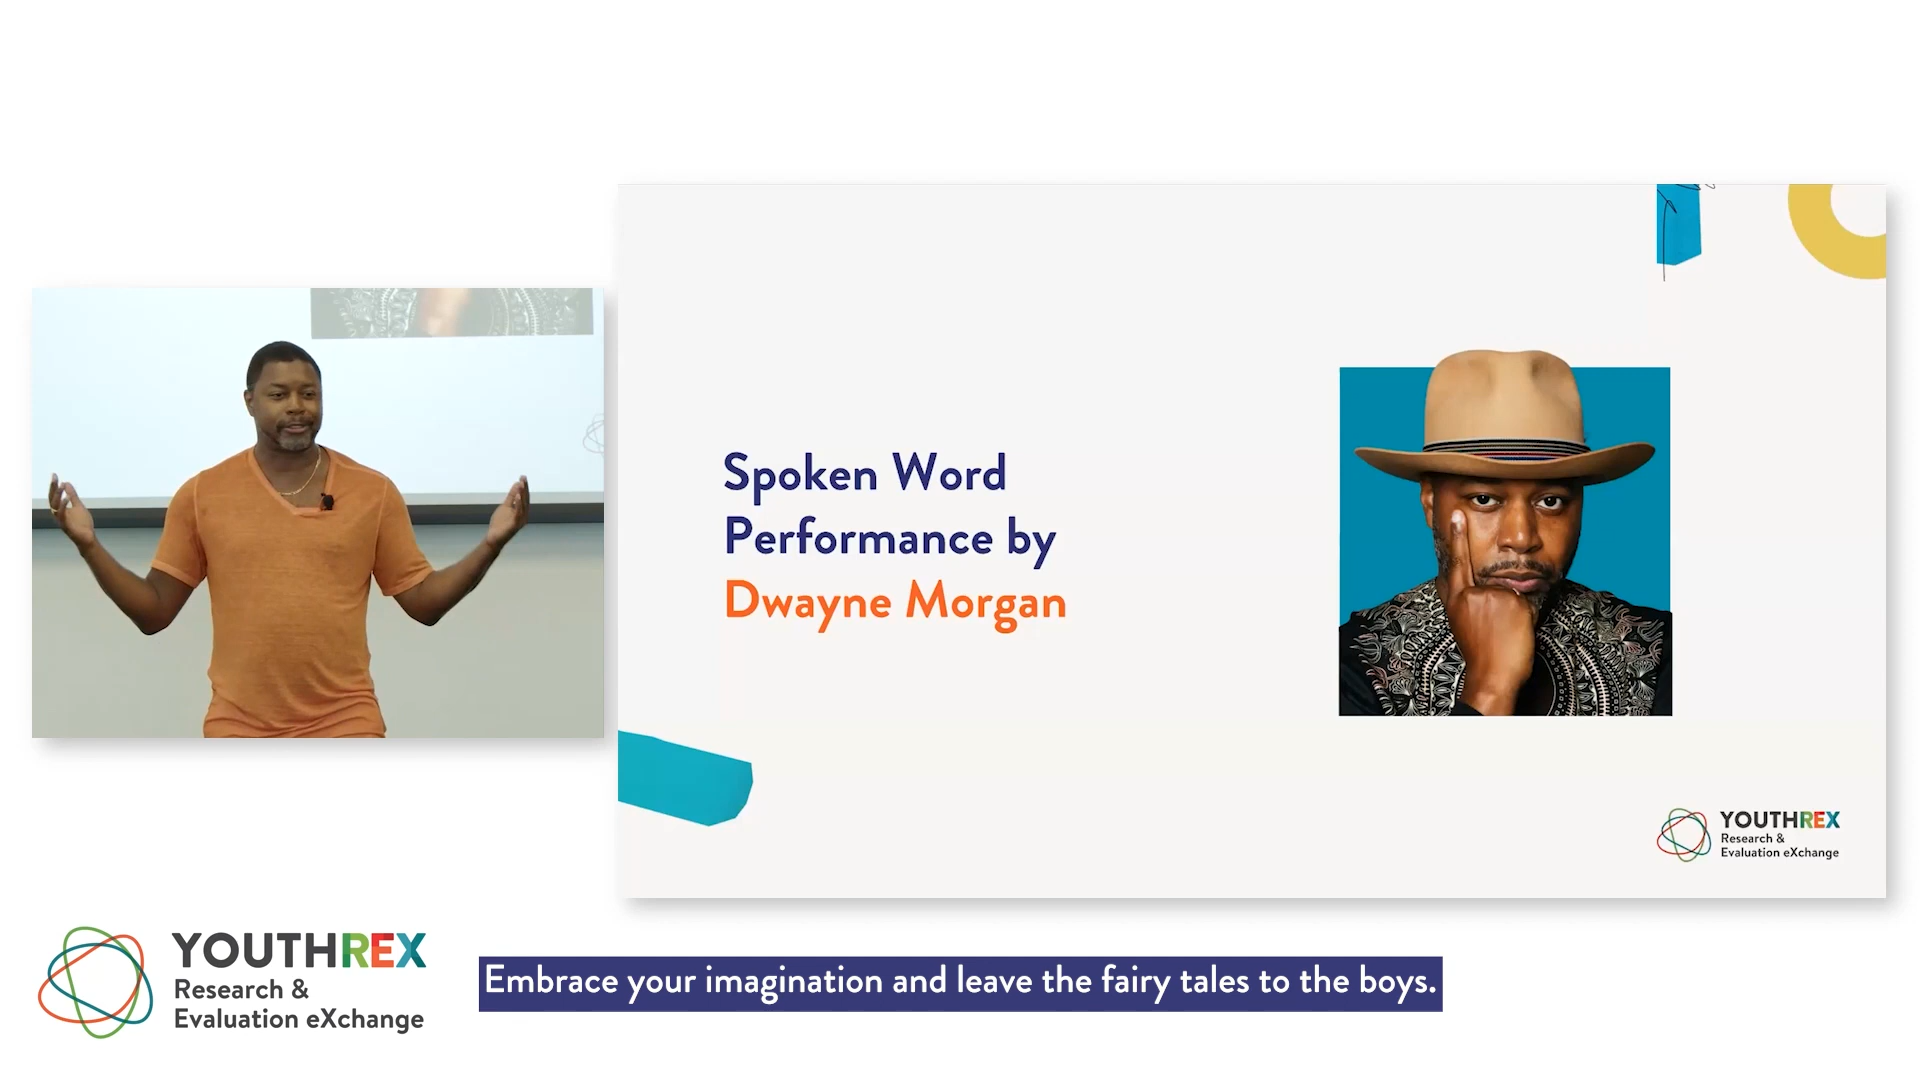 Spoken Word
Performance by
Dwayne Morgan
YOUTHREX
Research &
Evaluation eXchange
YOUTHREX
Research &
Evaluation eXchange
Embrace your imagination and leave the fairy tales to the boys.